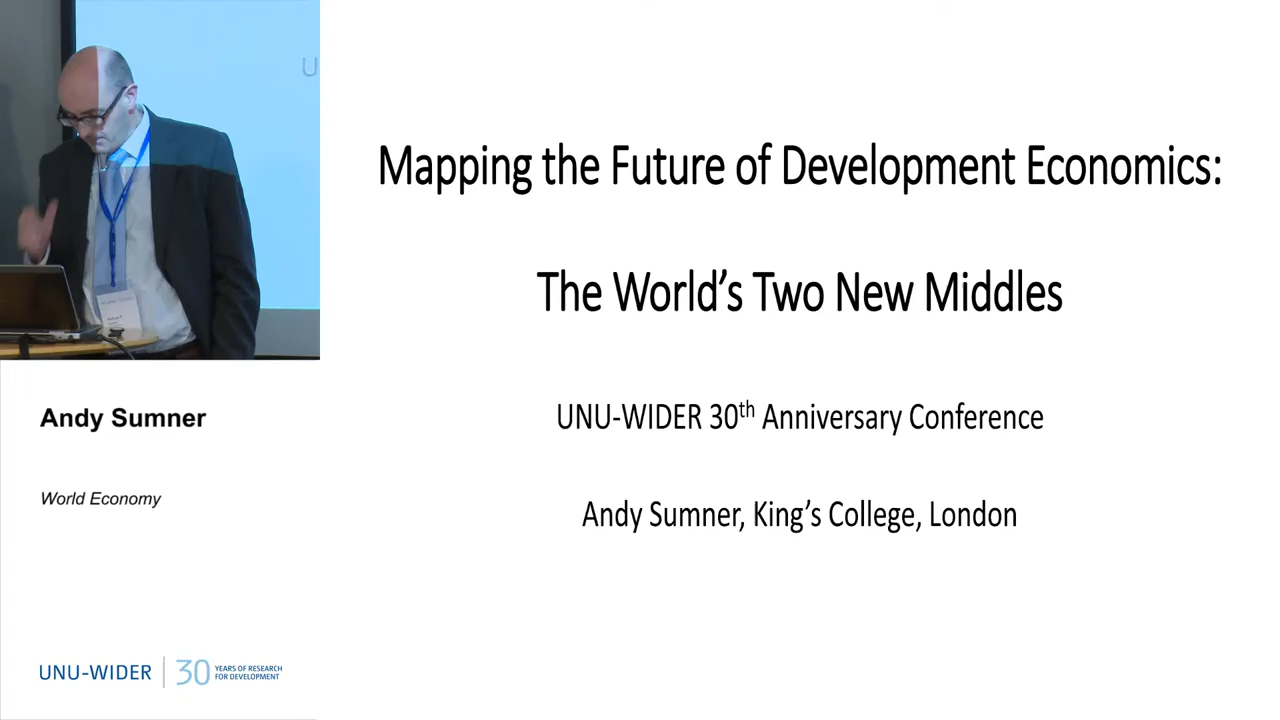 U
Mapping the Future of Development Economics:
The World's Two New Middles
UNU-WIDER 30th Anniversary Conference
Andy Sumner, King's College, London
Andy Sumner
World Economy
UNU-WIDER
30 YEARS OF RESEARCH
FOR DEVELOPMENT